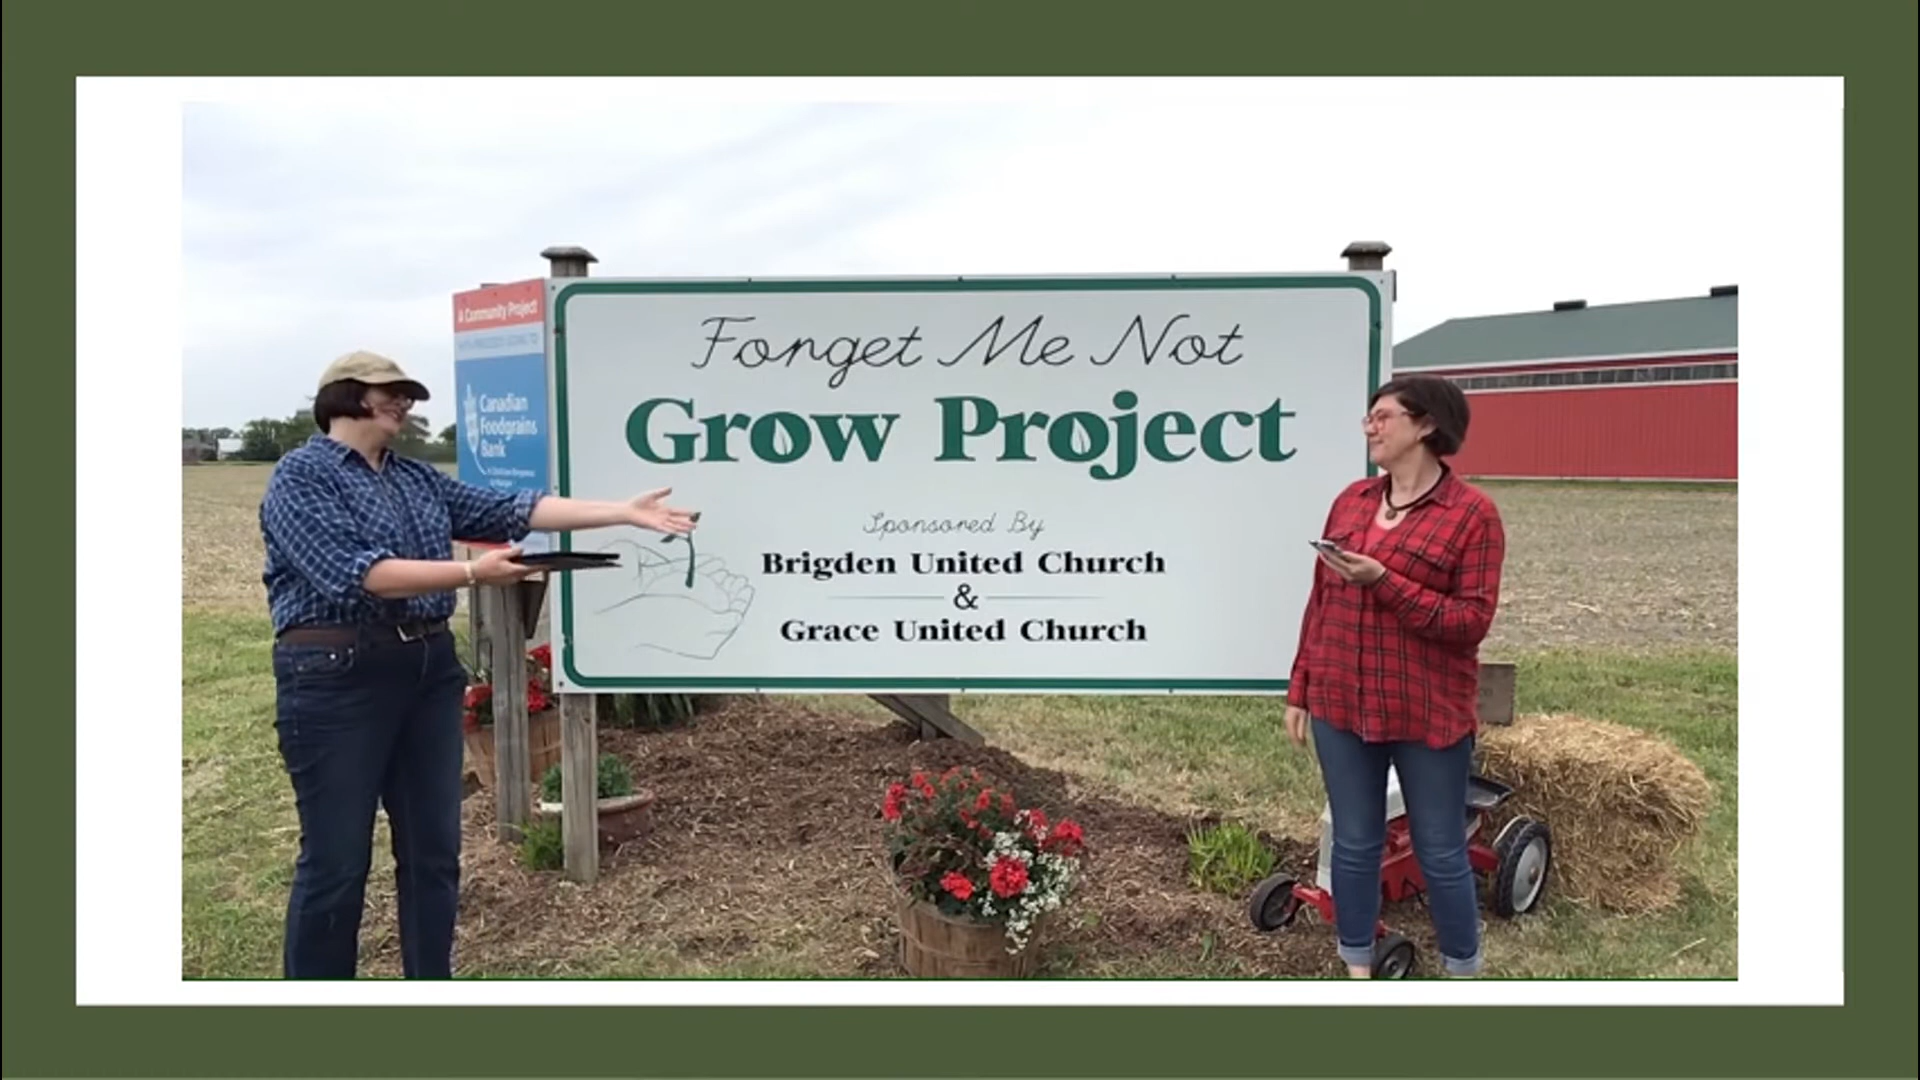 A Community Project
Canadian
Foodgrains
Bank
Forget Me Not
Grow Project
Sponsored By
Brigden United Church
&
Grace United Church